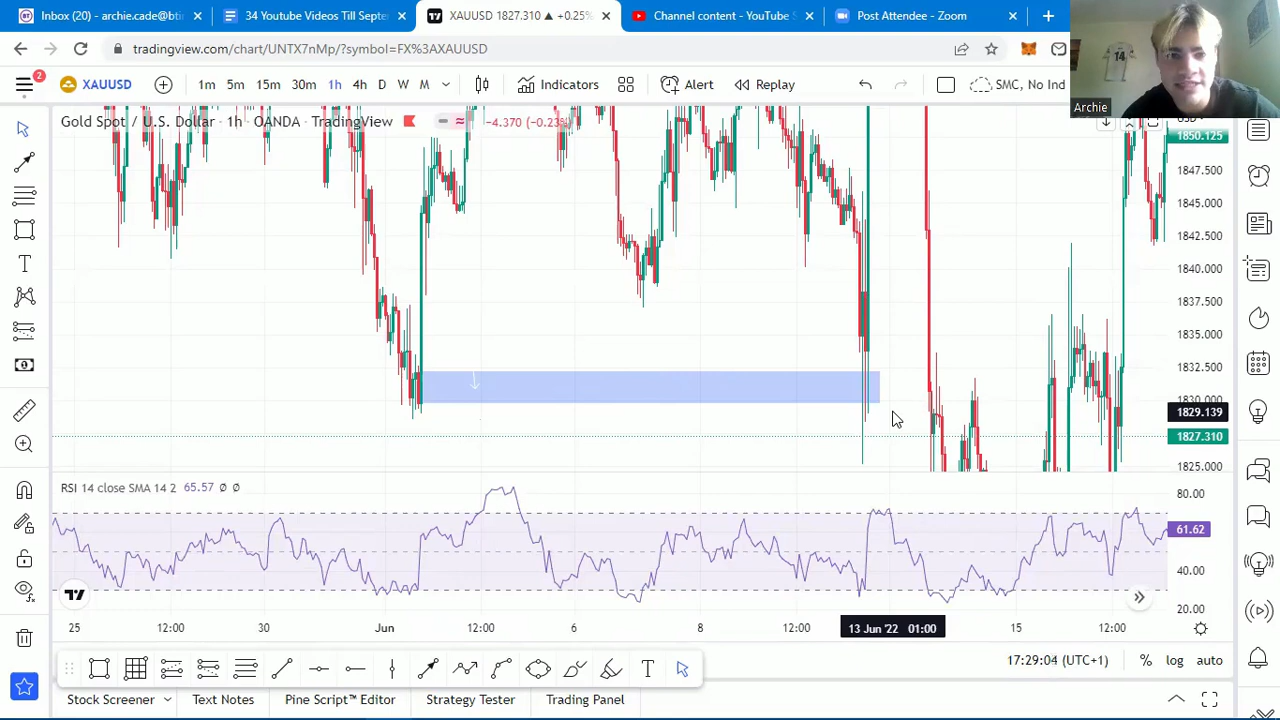 Inbox (20) - archie.cade@bti
34 Youtube Videos Till Septe
XAUUSD 1827.310 ▲ +0.25%
Channel content - YouTube S
Post Attendee - Zoom
tradingview.com/chart/UNTX7nMp/?symbol=FX%3AXAUUSD
2
XAUUSD
1m 5m 15m 30m 1h 4h D W M
Indicators
Alert
Replay
SMC, No Ind
14
Archie
Gold Spot / U.S. Dollar · 1h · OANDA · TradingView
−4.370 (−0.23%)
1850.125
1847.500
1845.000
1842.500
1840.000
1837.500
1835.000
1832.500
1830.000
1829.139
1827.310
1825.000
RSI 14 close SMA 14 2 65.57 Ø Ø
80.00
61.62
40.00
20.00
25 12:00 30 Jun 12:00 6 8 12:00 13 Jun '22 01:00 15 12:00
17:29:04 (UTC+1) % log auto
Stock Screener Text Notes Pine Script™ Editor Strategy Tester Trading Panel